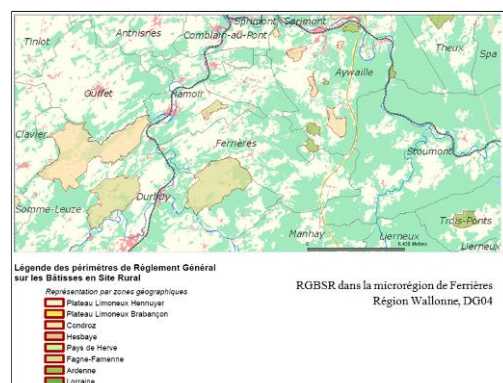 Sprimont Sprimont
Anthisnes
Comblain-au-Pont
Tinlot
Theux
Spa
Aywaille
Ouffet
Hamoir
Clavier
Ferrières
Stoumont
Durbuy
Somme-Leuze
Trois-Ponts
Manhay
Lierneux
Lierneux
Légende des périmètres de Règlement Général
sur les Bâtisses en Site Rural
Représentation par zones géographiques
Plateau Limoneux Hennuyer
Plateau Limoneux Brabançon
Condroz
Hesbaye
Pays de Herve
Fagne-Famenne
Ardenne
Lorraine
RGBSR dans la microrégion de Ferrières
Région Wallonne, DG04